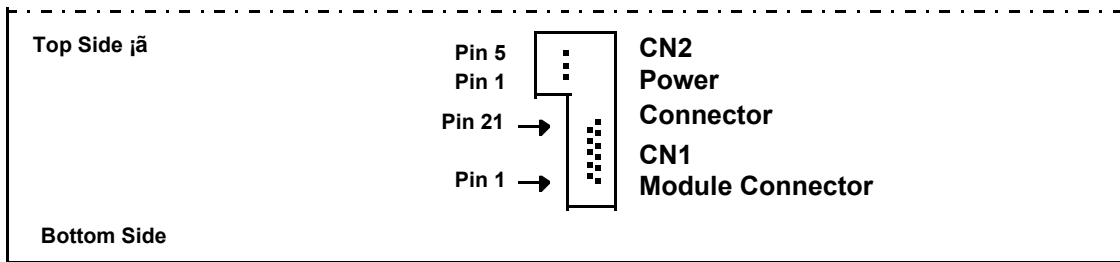 Top Side ¡ã
Pin 5
Pin 1
Pin 21
Pin 1
CN2
Power
Connector
CN1
Module Connector
Bottom Side